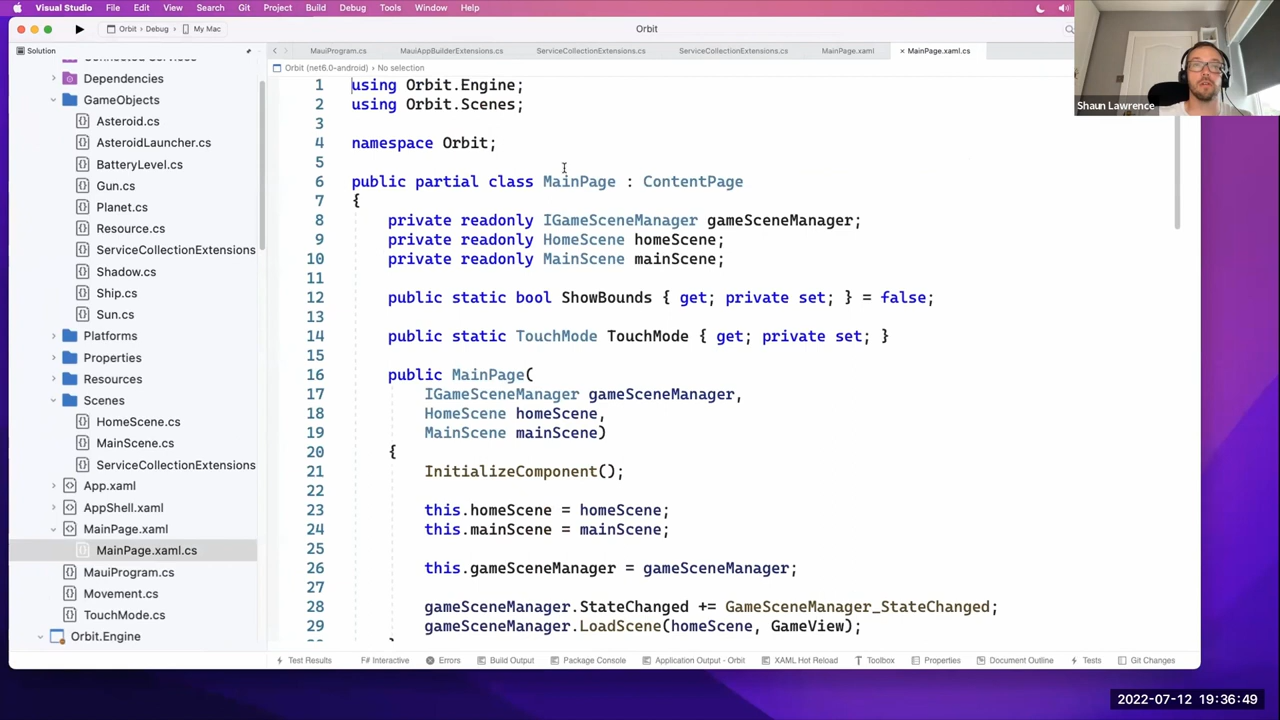 Visual Studio File Edit View Search Git Project Build Debug Tools Window Help
Orbit › Debug › My Mac
Orbit
Shaun Lawrence
Solution
MauiProgram.cs MauiAppBuilderExtensions.cs ServiceCollectionExtensions.cs ServiceCollectionExtensions.cs MainPage.xaml × MainPage.xaml.cs
Orbit (net6.0-android) › No selection
Dependencies
GameObjects
Asteroid.cs
AsteroidLauncher.cs
BatteryLevel.cs
Gun.cs
Planet.cs
Resource.cs
ServiceCollectionExtensions
Shadow.cs
Ship.cs
Sun.cs
Platforms
Properties
Resources
Scenes
HomeScene.cs
MainScene.cs
ServiceCollectionExtensions
App.xaml
AppShell.xaml
MainPage.xaml
MainPage.xaml.cs
MauiProgram.cs
Movement.cs
TouchMode.cs
Orbit.Engine
1 using Orbit.Engine;
2 using Orbit.Scenes;
3
4 namespace Orbit;
5
6 public partial class MainPage : ContentPage
7 {
8 private readonly IGameSceneManager gameSceneManager;
9 private readonly HomeScene homeScene;
10 private readonly MainScene mainScene;
11
12 public static bool ShowBounds { get; private set; } = false;
13
14 public static TouchMode TouchMode { get; private set; }
15
16 public MainPage(
17 IGameSceneManager gameSceneManager,
18 HomeScene homeScene,
19 MainScene mainScene)
20 {
21 InitializeComponent();
22
23 this.homeScene = homeScene;
24 this.mainScene = mainScene;
25
26 this.gameSceneManager = gameSceneManager;
27
28 gameSceneManager.StateChanged += GameSceneManager_StateChanged;
29 gameSceneManager.LoadScene(homeScene, GameView);
Test Results F# Interactive Errors Build Output Package Console Application Output - Orbit XAML Hot Reload Toolbox Properties Document Outline Tests Git Changes
2022-07-12 19:36:49